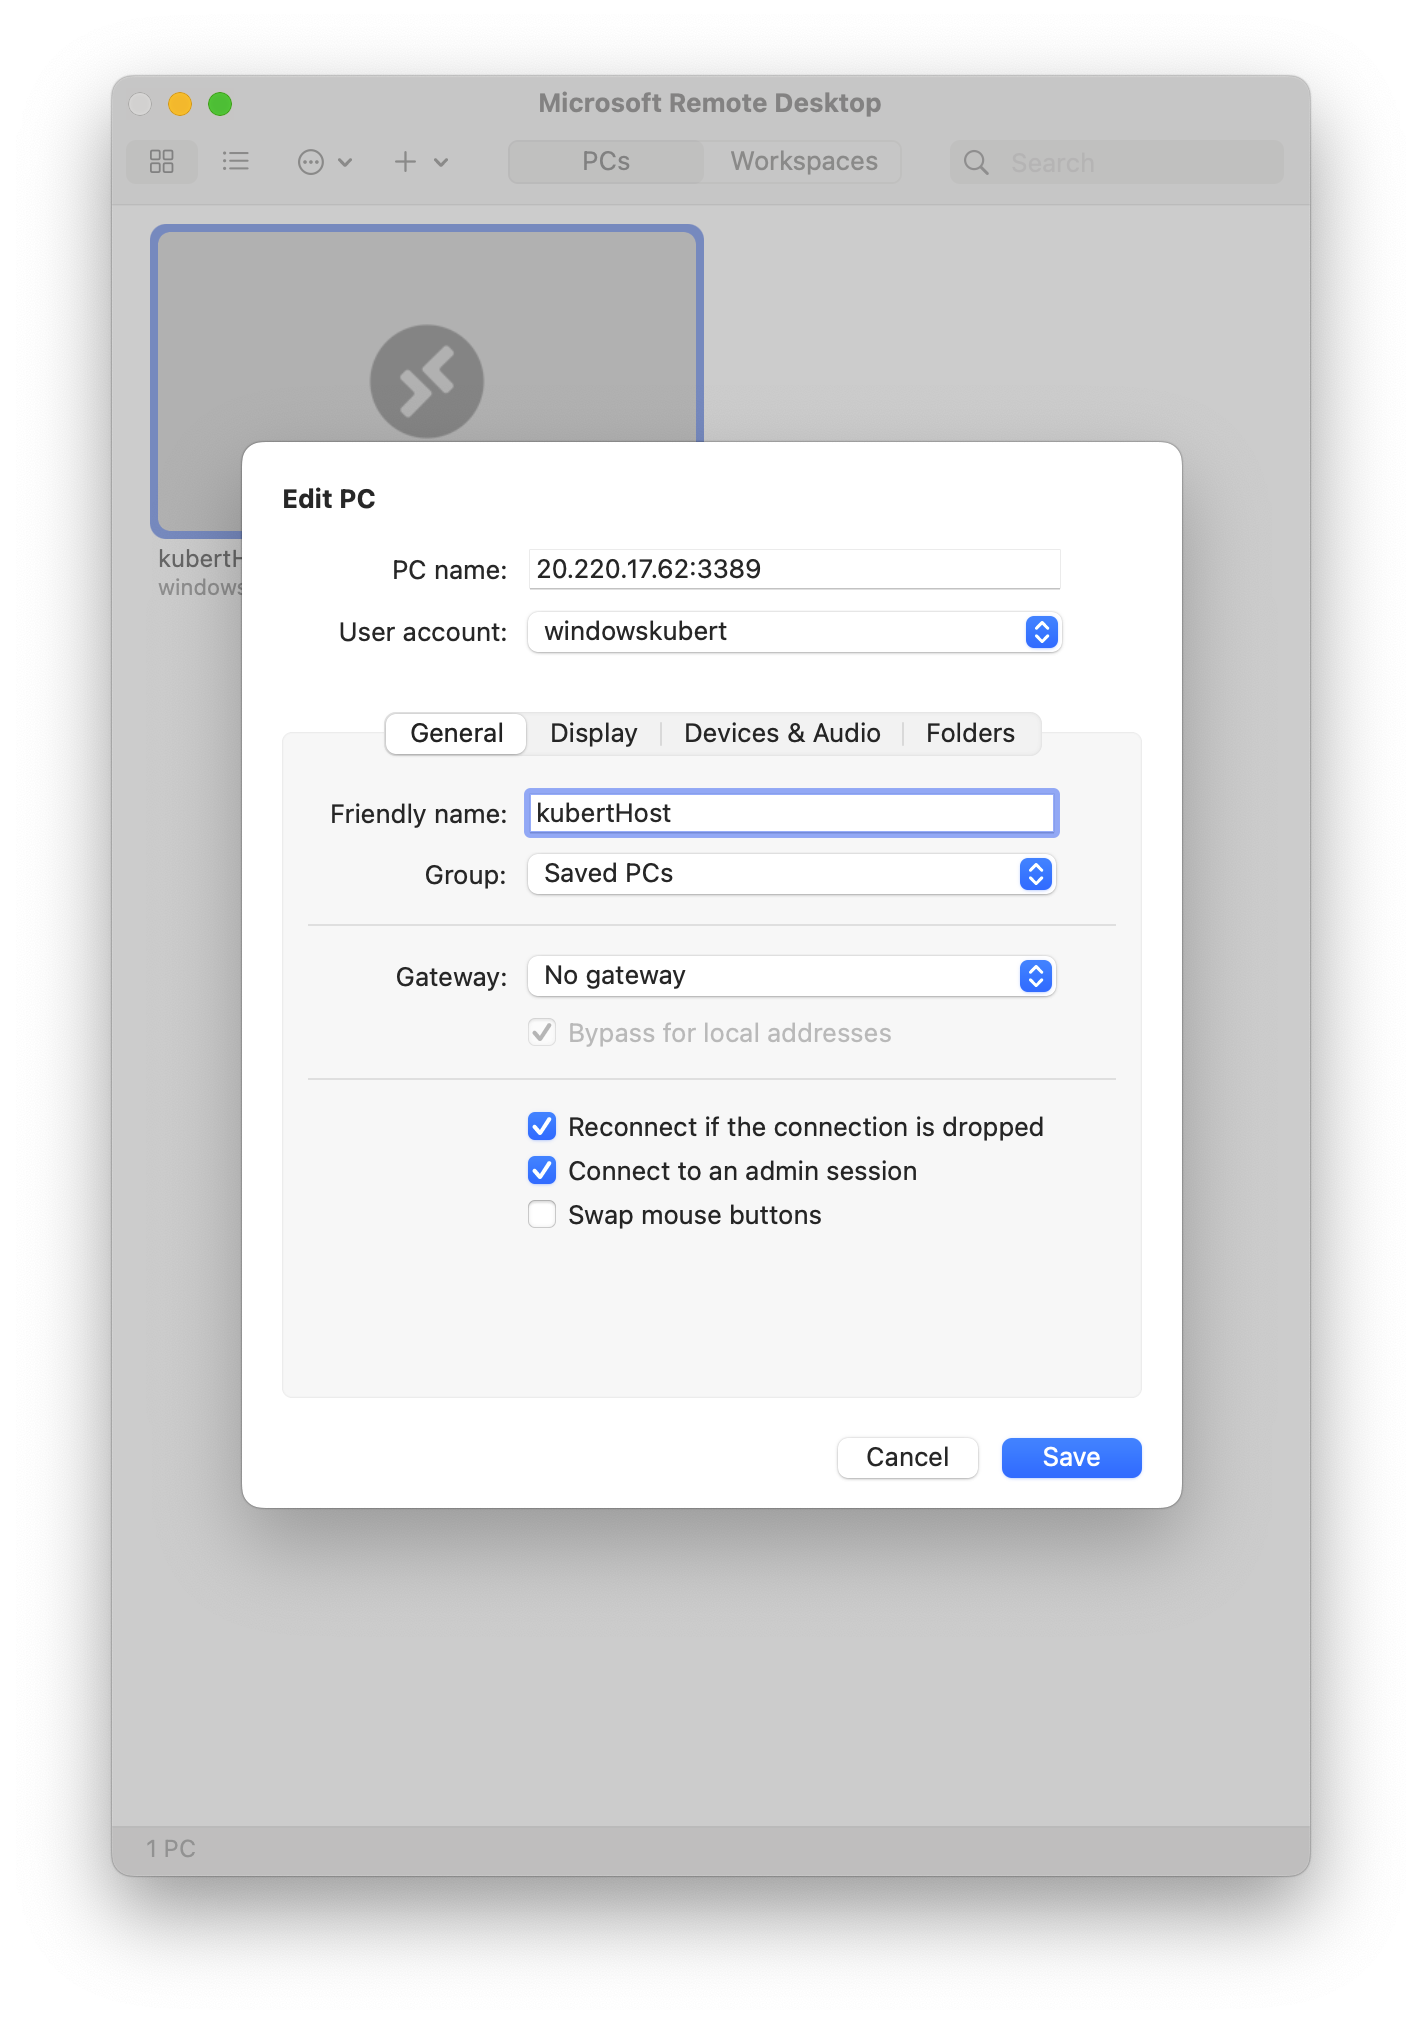 Microsoft Remote Desktop
PCs
Workspaces
Search
kubertH
windows
Edit PC
PC name: 20.220.17.62:3389
User account: windowskubert
General Display Devices & Audio Folders
Friendly name: kubertHost
Group: Saved PCs
Gateway: No gateway
Bypass for local addresses
Reconnect if the connection is dropped
Connect to an admin session
Swap mouse buttons
Cancel Save
1 PC